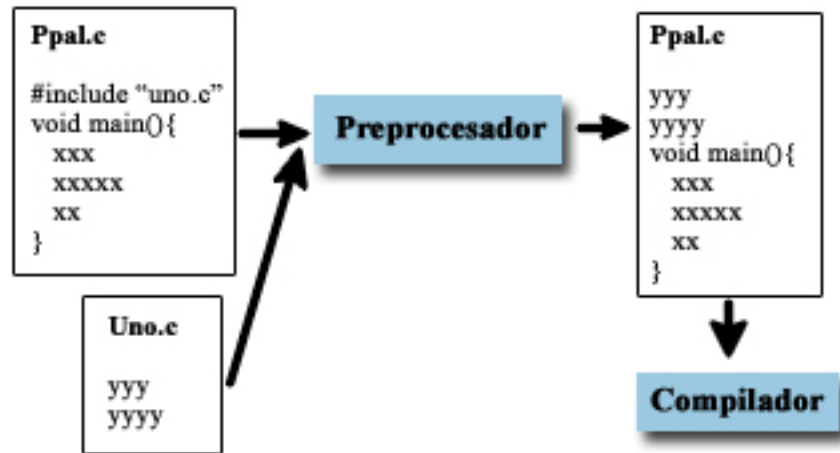 Ppal.c
#include “uno.c”
void main(){
xxx
xxxxx
xx
}
Uno.c
yyy
yyyy
Preprocesador
Ppal.c
yyy
yyyy
void main(){
xxx
xxxxx
xx
}
Compilador